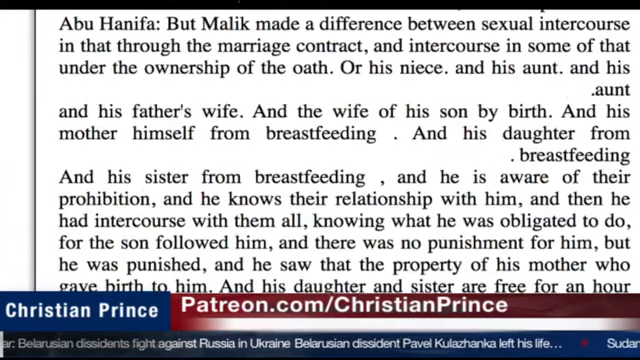 Abu Hanifa: But Malik made a difference between sexual intercourse
in that through the marriage contract, and intercourse in some of that
under the ownership of the oath. Or his niece. and his aunt. and his
.aunt
and his father's wife. And the wife of his son by birth. And his
mother himself from breastfeeding . And his daughter from
. breastfeeding
And his sister from breastfeeding , and he is aware of their
prohibition, and he knows their relationship with him, and then he
had intercourse with them all, knowing what he was obligated to do,
for the son followed him, and there was no punishment for him, but
he was punished, and he saw that the property of his mother who
gave birth to him. And his daughter and sister are free for an hour
Christian Prince
Patreon.com/ChristianPrince
ar: Belarusian dissidents fight against Russia in Ukraine Belarusian dissident Pavel Kulazhanka left his life... Sudan